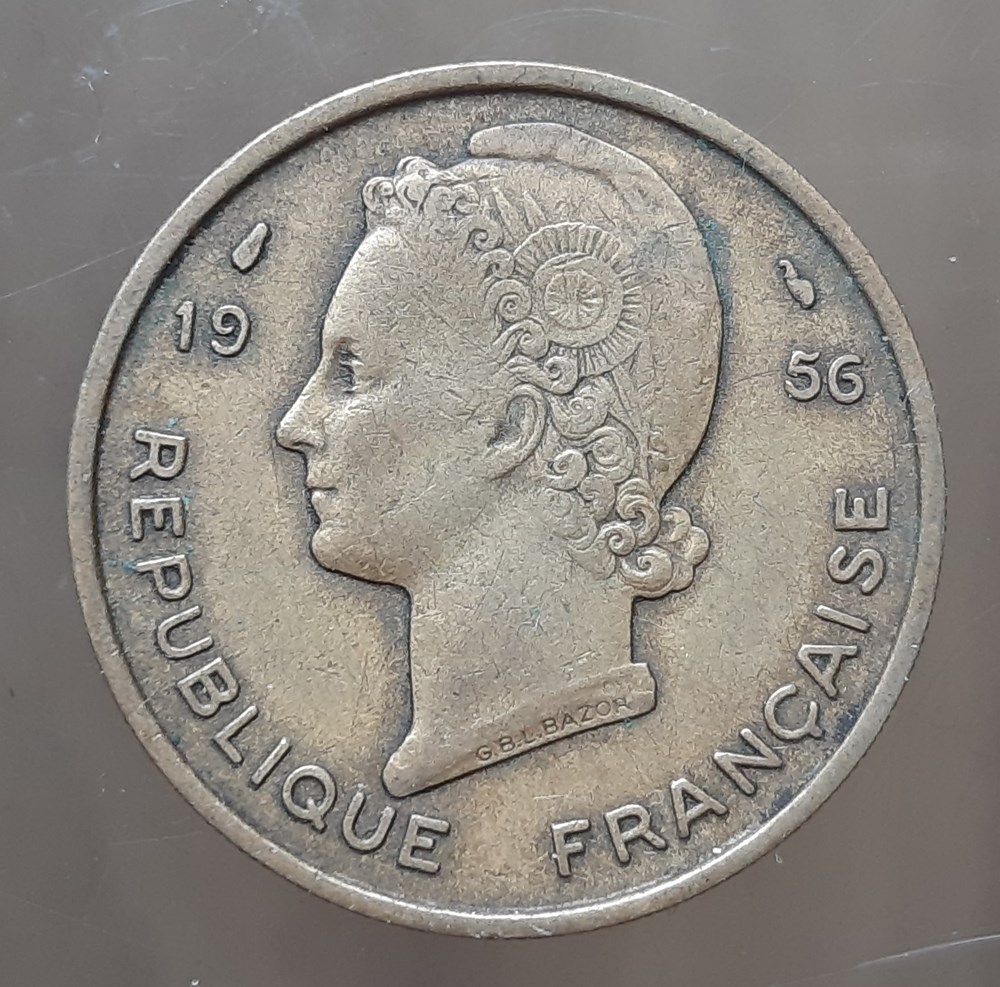 19 56
REPUBLIQUE FRANÇAISE
G.B.L.BAZOR